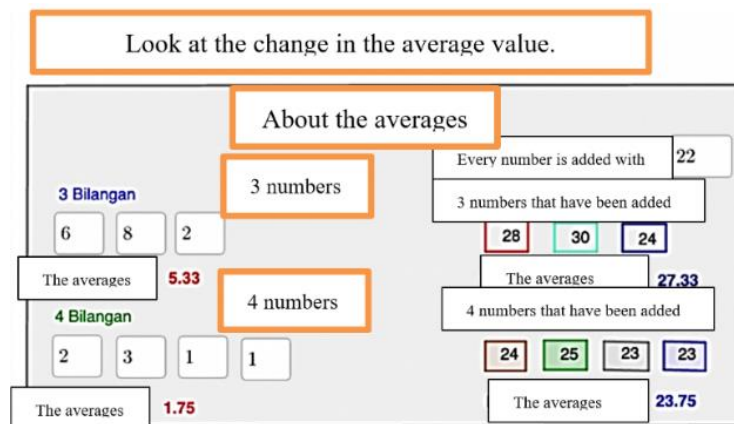 Look at the change in the average value.
About the averages
3 numbers
3 Bilangan
6 8 2
The averages 5.33
4 numbers
4 Bilangan
2 3 1 1
The averages 1.75
Every number is added with 22
3 numbers that have been added
28 30 24
The averages 27.33
4 numbers that have been added
24 25 23 23
The averages 23.75